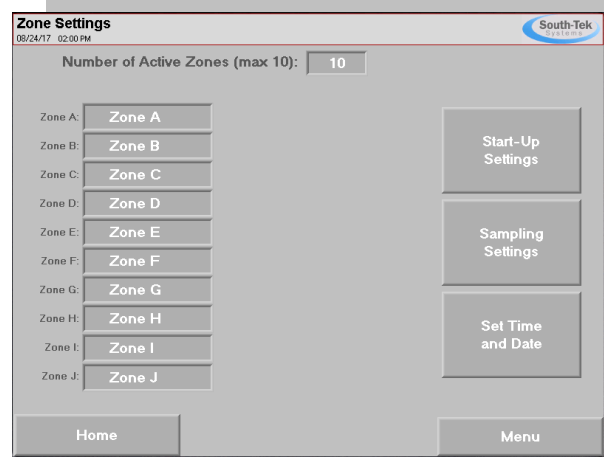 Zone Settings
08/24/17 02:00 PM
South-Tek
Systems
Number of Active Zones (max 10): 10
Zone A: Zone A
Zone B: Zone B
Zone C: Zone C
Zone D: Zone D
Zone E: Zone E
Zone F: Zone F
Zone G: Zone G
Zone H: Zone H
Zone I: Zone I
Zone J: Zone J
Start-Up
Settings
Sampling
Settings
Set Time
and Date
Home
Menu